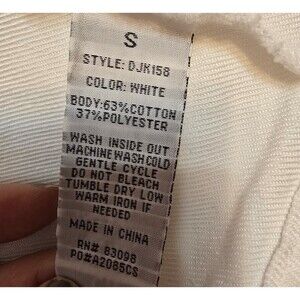 S
STYLE: DJK158
COLOR: WHITE
BODY:63%COTTON
37%POLYESTER
WASH INSIDE OUT
MACHINE WASH COLD
GENTLE CYCLE
DO NOT BLEACH
TUMBLE DRY LOW
WARM IRON IF
NEEDED
MADE IN CHINA
RN# 83098
PO#A2085CS